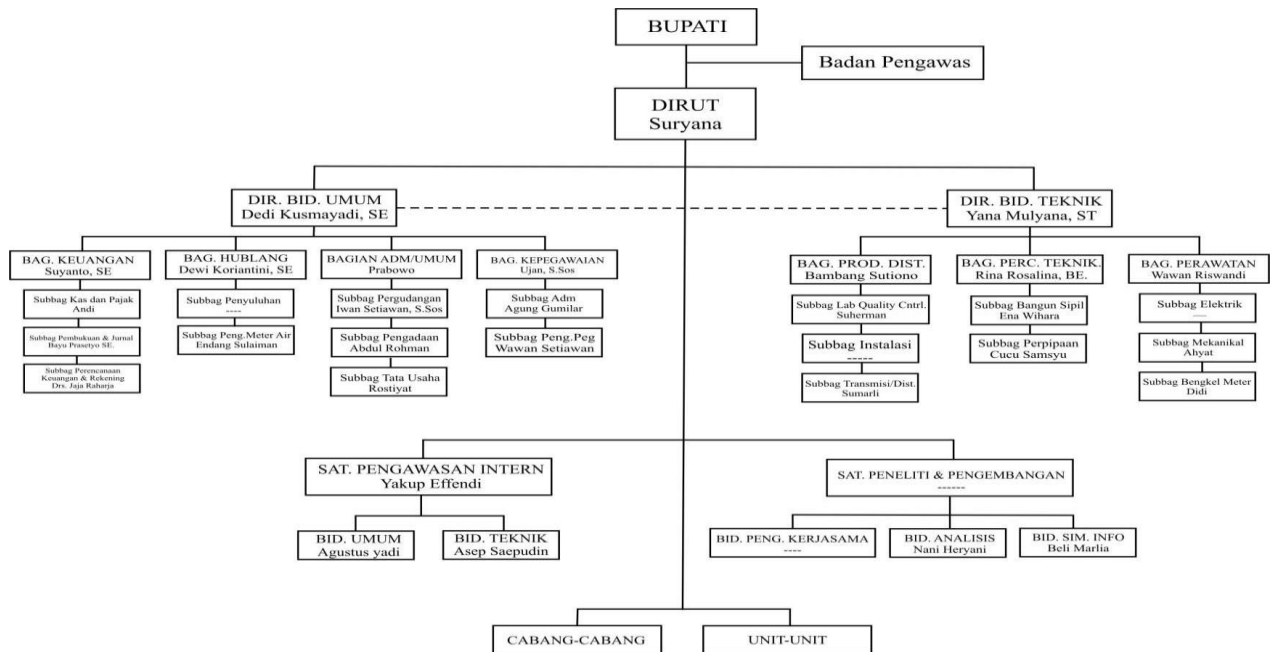 BUPATI
Badan Pengawas
DIRUT
Suryana
DIR. BID. UMUM
Dedi Kusmayadi, SE
DIR. BID. TEKNIK
Yana Mulyana, ST
BAG. KEUANGAN
Suyanto, SE
Subbag Kas dan Pajak
Andi
Subbag Pembukuan & Jurnal
Bayu Prasetyo SE.
Subbag Perencanaan
Keuangan & Rekening
Drs. Jaja Raharja
BAG. HUBLANG
Dewi Koriantini, SE
Subbag Penyuluhan
----
Subbag Peng.Meter Air
Endang Sulaiman
BAGIAN ADM/UMUM
Prabowo
Subbag Pergudangan
Iwan Setiawan, S.Sos
Subbag Pengadaan
Abdul Rohman
Subbag Tata Usaha
Rostiyat
BAG. KEPEGAWAIAN
Ujan, S.Sos
Subbag Adm
Agung Gumilar
Subbag Peng.Peg
Wawan Setiawan
BAG. PROD. DIST.
Bambang Sutiono
Subbag Lab Quality Cntrl.
Suherman
Subbag Instalasi
-----
Subbag Transmisi/Dist.
Sumarli
BAG. PERC. TEKNIK.
Rina Rosalina, BE.
Subbag Bangun Sipil
Ena Wihara
Subbag Perpipaan
Cucu Samsyu
BAG. PERAWATAN
Wawan Riswandi
Subbag Elektrik
----
Subbag Mekanikal
Ahyat
Subbag Bengkel Meter
Didi
SAT. PENGAWASAN INTERN
Yakup Effendi
BID. UMUM
Agustus yadi
BID. TEKNIK
Asep Saepudin
SAT. PENELITI & PENGEMBANGAN
------
BID. PENG. KERJASAMA
----
BID. ANALISIS
Nani Heryani
BID. SIM. INFO
Beli Marlia
CABANG-CABANG
UNIT-UNIT